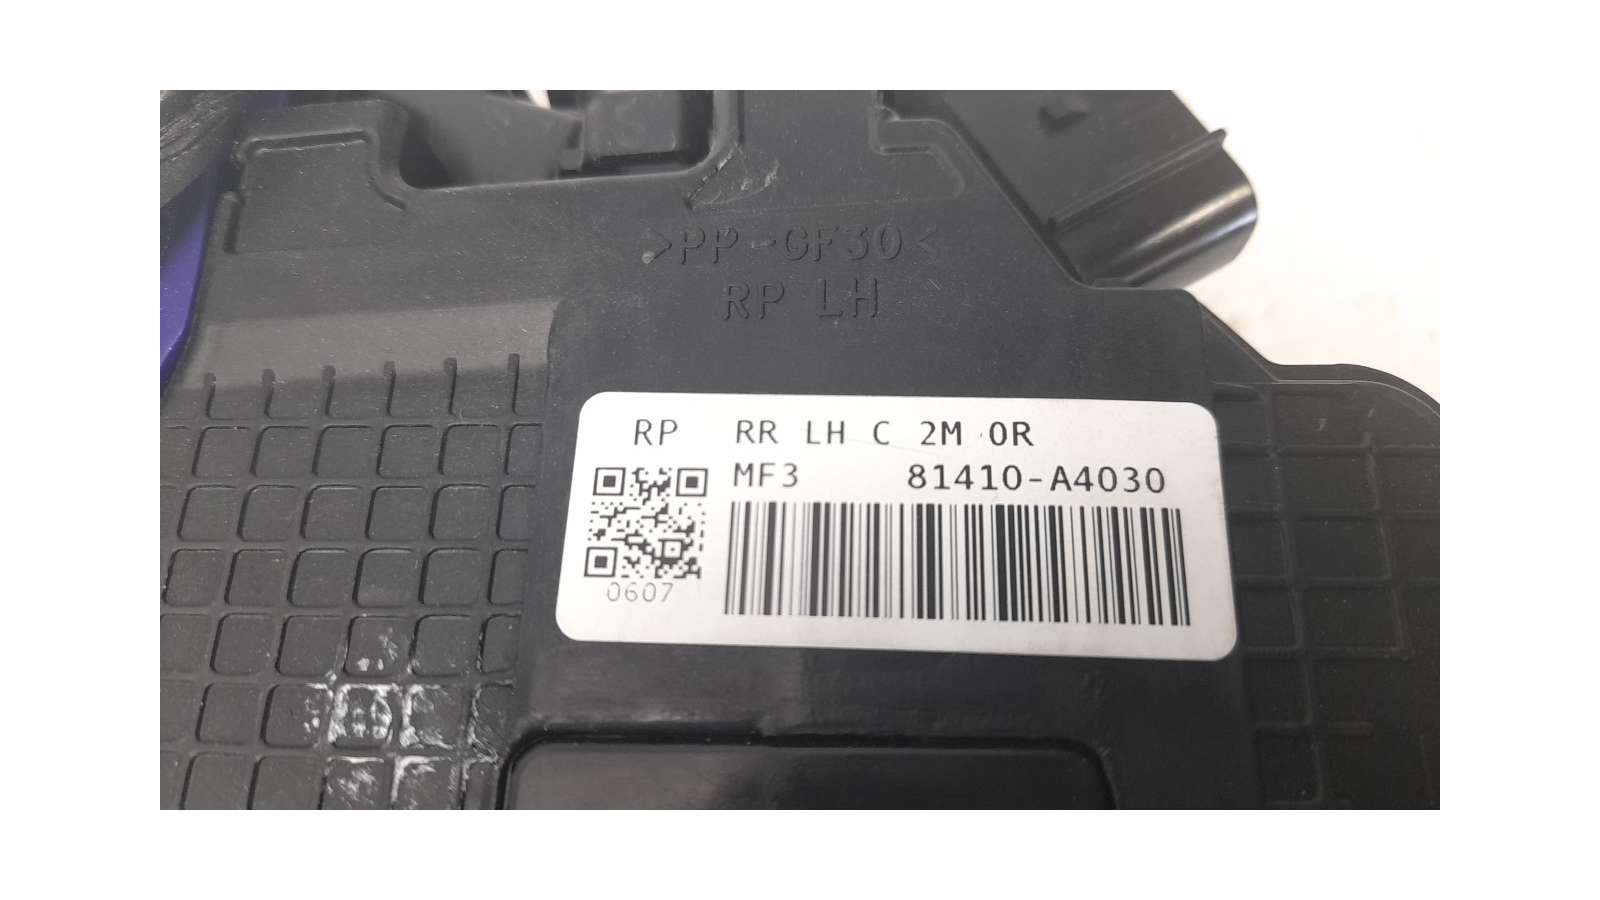 >PP-GF30<
RP LH
RP RR LH C 2M 0R
MF3 81410-A4030
0607